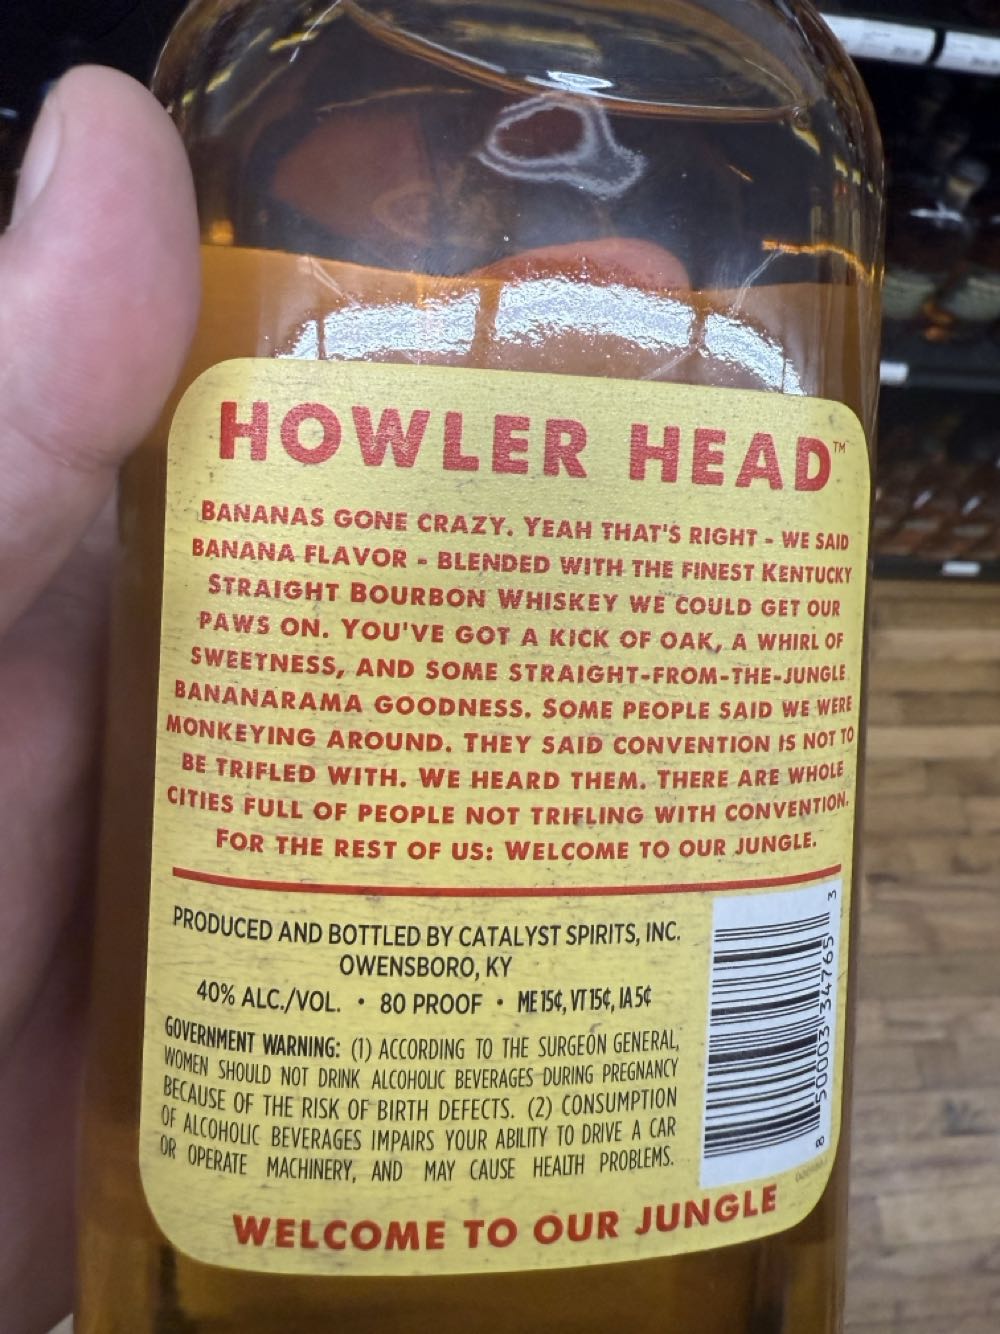 HOWLER HEAD™
BANANAS GONE CRAZY. YEAH THAT'S RIGHT - WE SAID
BANANA FLAVOR - BLENDED WITH THE FINEST KENTUCKY
STRAIGHT BOURBON WHISKEY WE COULD GET OUR
PAWS ON. YOU'VE GOT A KICK OF OAK, A WHIRL OF
SWEETNESS, AND SOME STRAIGHT-FROM-THE-JUNGLE
BANANARAMA GOODNESS. SOME PEOPLE SAID WE WERE
MONKEYING AROUND. THEY SAID CONVENTION IS NOT TO
BE TRIFLED WITH. WE HEARD THEM. THERE ARE WHOLE
CITIES FULL OF PEOPLE NOT TRIFLING WITH CONVENTION.
FOR THE REST OF US: WELCOME TO OUR JUNGLE.
PRODUCED AND BOTTLED BY CATALYST SPIRITS, INC.
OWENSBORO, KY
40% ALC./VOL. • 80 PROOF • ME 15¢, VT 15¢, IA 5¢
GOVERNMENT WARNING: (1) ACCORDING TO THE SURGEON GENERAL,
WOMEN SHOULD NOT DRINK ALCOHOLIC BEVERAGES DURING PREGNANCY
BECAUSE OF THE RISK OF BIRTH DEFECTS. (2) CONSUMPTION
OF ALCOHOLIC BEVERAGES IMPAIRS YOUR ABILITY TO DRIVE A CAR
OR OPERATE MACHINERY, AND MAY CAUSE HEALTH PROBLEMS.
8 50003 34765 3
WELCOME TO OUR JUNGLE